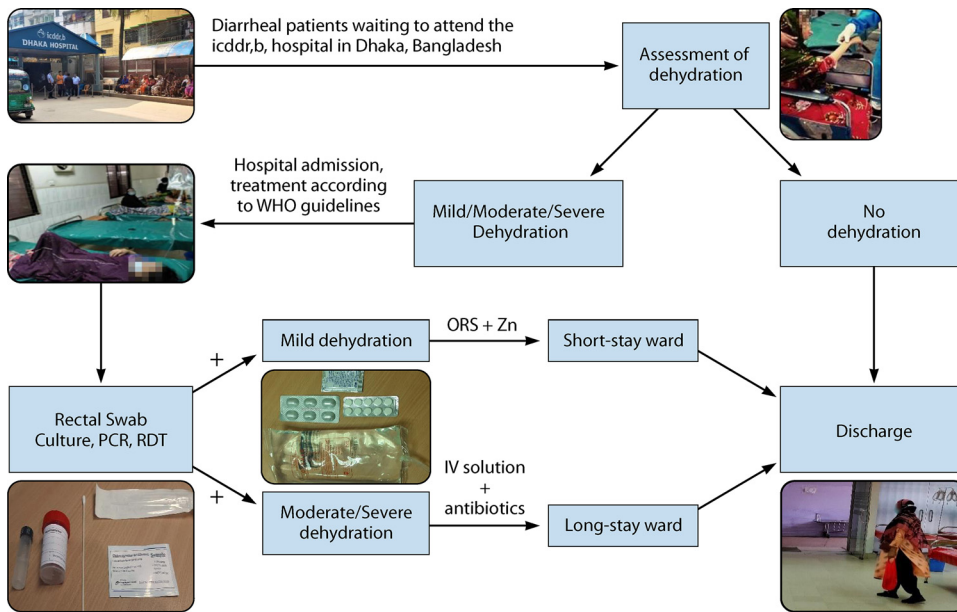 icddr,b
DHAKA HOSPITAL
Diarrheal patients waiting to attend the
icddr,b, hospital in Dhaka, Bangladesh
Assessment of
dehydration
Hospital admission,
treatment according
to WHO guidelines
Mild/Moderate/Severe
Dehydration
No
dehydration
Mild dehydration
ORS + Zn
Short-stay ward
+
Rectal Swab
Culture, PCR, RDT
Discharge
+
Moderate/Severe
dehydration
IV solution
+
antibiotics
Long-stay ward